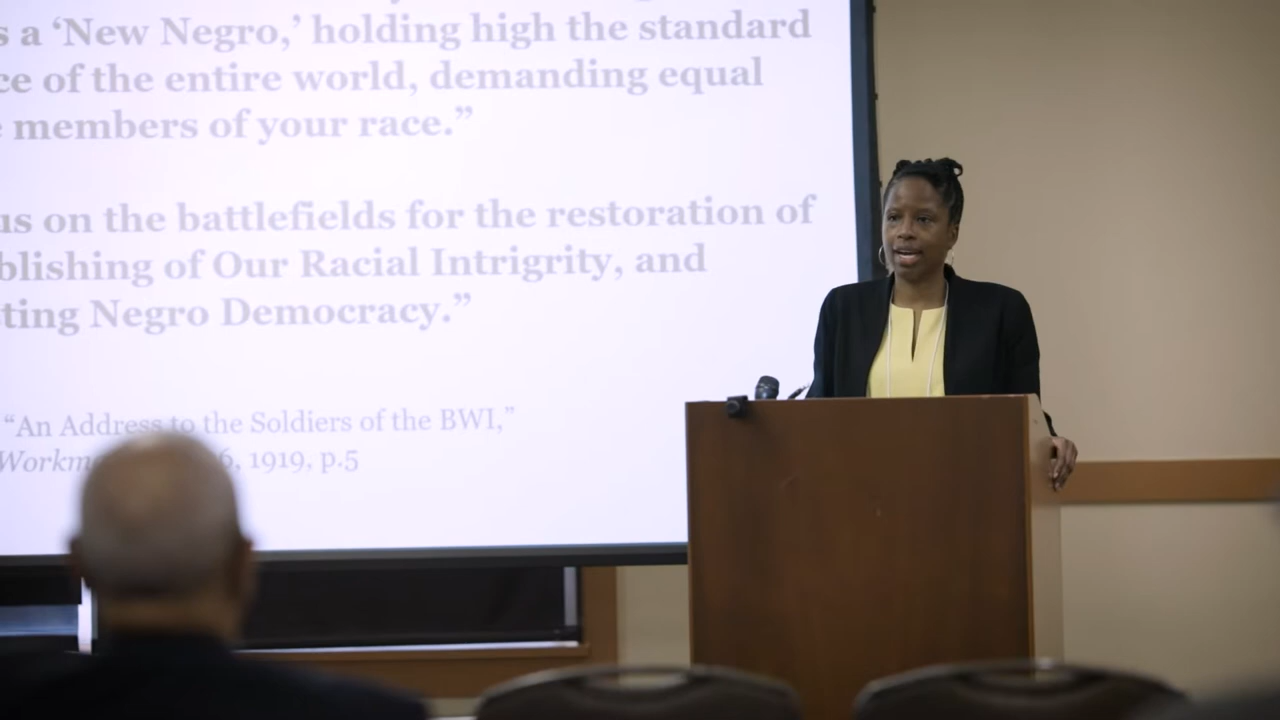 s a ‘New Negro,’ holding high the standard
ce of the entire world, demanding equal
e members of your race.”
us on the battlefields for the restoration of
blishing of Our Racial Intrigrity, and
ting Negro Democracy.”
“An Address to the Soldiers of the BWI,”
Workm 6, 1919, p.5